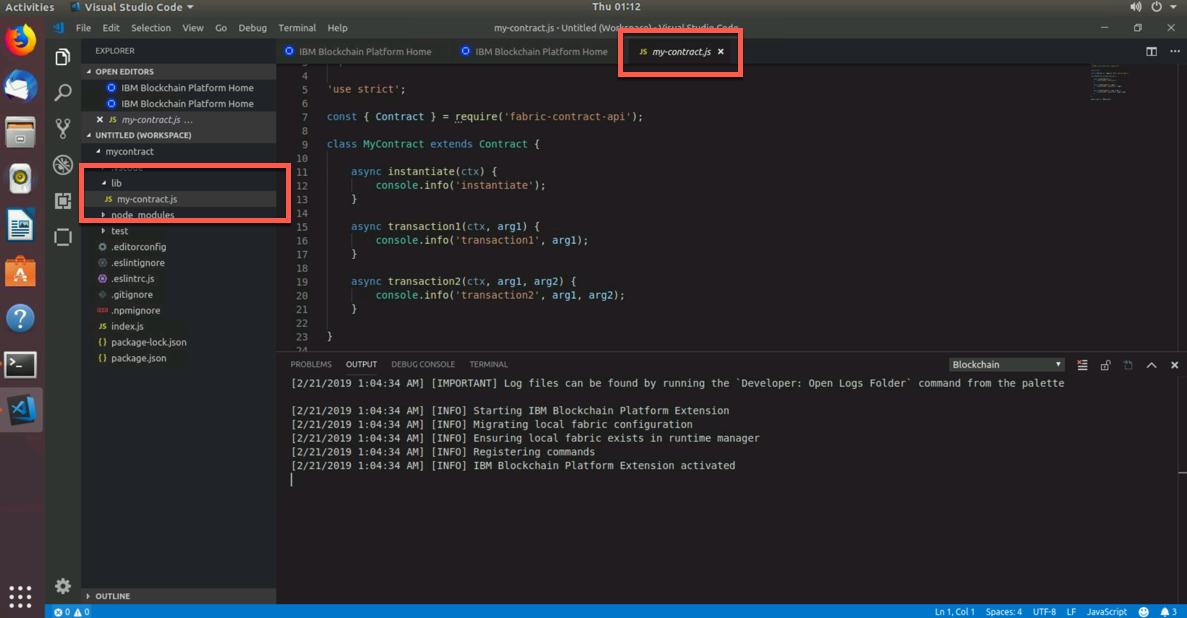 Activities Visual Studio Code Thu 01:12
File Edit Selection View Go Debug Terminal Help my-contract.js - Untitled (Workspace) - Visual Studio Code
EXPLORER
OPEN EDITORS
IBM Blockchain Platform Home
IBM Blockchain Platform Home
JS my-contract.js ...
UNTITLED (WORKSPACE)
mycontract
.vscode
lib
JS my-contract.js
node_modules
test
.editorconfig
.eslintignore
.eslintrc.js
.gitignore
.npmignore
JS index.js
{ } package-lock.json
{ } package.json
OUTLINE
IBM Blockchain Platform Home IBM Blockchain Platform Home JS my-contract.js
4
5 'use strict';
6
7 const { Contract } = require('fabric-contract-api');
8
9 class MyContract extends Contract {
10
11 async instantiate(ctx) {
12 console.info('instantiate');
13 }
14
15 async transaction1(ctx, arg1) {
16 console.info('transaction1', arg1);
17 }
18
19 async transaction2(ctx, arg1, arg2) {
20 console.info('transaction2', arg1, arg2);
21 }
22
23 }
24
PROBLEMS OUTPUT DEBUG CONSOLE TERMINAL Blockchain
[2/21/2019 1:04:34 AM] [IMPORTANT] Log files can be found by running the `Developer: Open Logs Folder` command from the palette
[2/21/2019 1:04:34 AM] [INFO] Starting IBM Blockchain Platform Extension
[2/21/2019 1:04:34 AM] [INFO] Migrating local fabric configuration
[2/21/2019 1:04:34 AM] [INFO] Ensuring local fabric exists in runtime manager
[2/21/2019 1:04:34 AM] [INFO] Registering commands
[2/21/2019 1:04:34 AM] [INFO] IBM Blockchain Platform Extension activated
0 0 Ln 1, Col 1 Spaces: 4 UTF-8 LF JavaScript 3